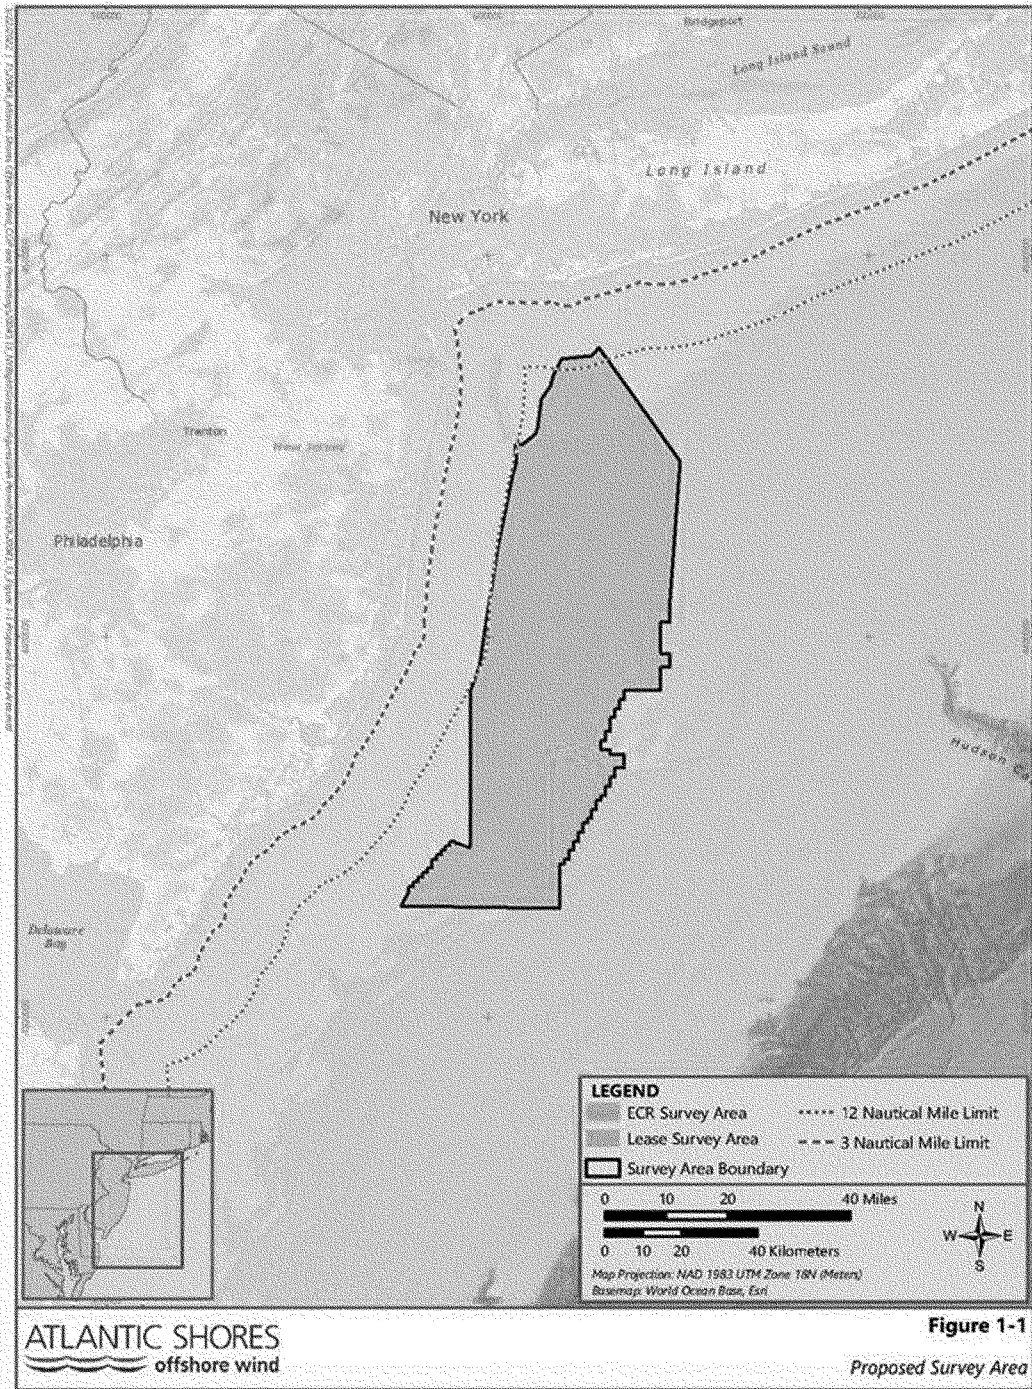 Bridgeport
Long Island Sound
Long Island
New York
Trenton
New Jersey
Philadelphia
Hudson
Delaware
Bay
LEGEND
ECR Survey Area
12 Nautical Mile Limit
Lease Survey Area
3 Nautical Mile Limit
Survey Area Boundary
0 10 20 40 Miles
0 10 20 40 Kilometers
N
W E
S
Map Projection: NAD 1983 UTM Zone 18N (Meters)
Basemap: World Ocean Base, Esri
ATLANTIC SHORES
offshore wind
Figure 1-1
Proposed Survey Area